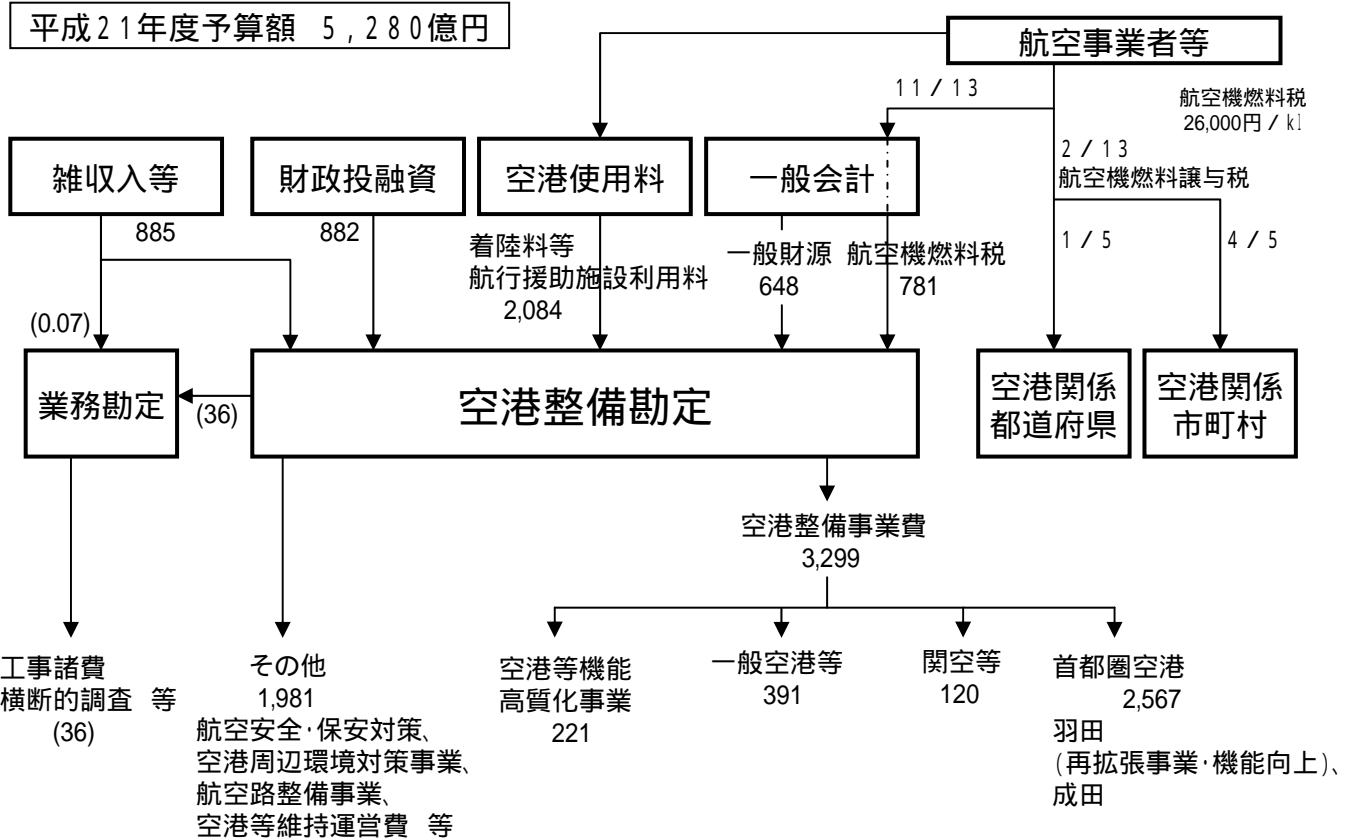 平成21年度予算額 5,280億円
航空事業者等
11/13
航空機燃料税
26,000円/kl
2/13
航空機燃料譲与税
雑収入等
財政投融資
空港使用料
一般会計
885
882
着陸料等
航行援助施設利用料
2,084
一般財源
648
航空機燃料税
781
1/5
4/5
(0.07)
業務勘定
(36)
空港整備勘定
空港関係
都道府県
空港関係
市町村
空港整備事業費
3,299
工事諸費
横断的調査 等
(36)
その他
1,981
航空安全・保安対策、
空港周辺環境対策事業、
航空路整備事業、
空港等維持運営費 等
空港等機能
高質化事業
221
一般空港等
391
関空等
120
首都圏空港
2,567
羽田
(再拡張事業・機能向上)、
成田